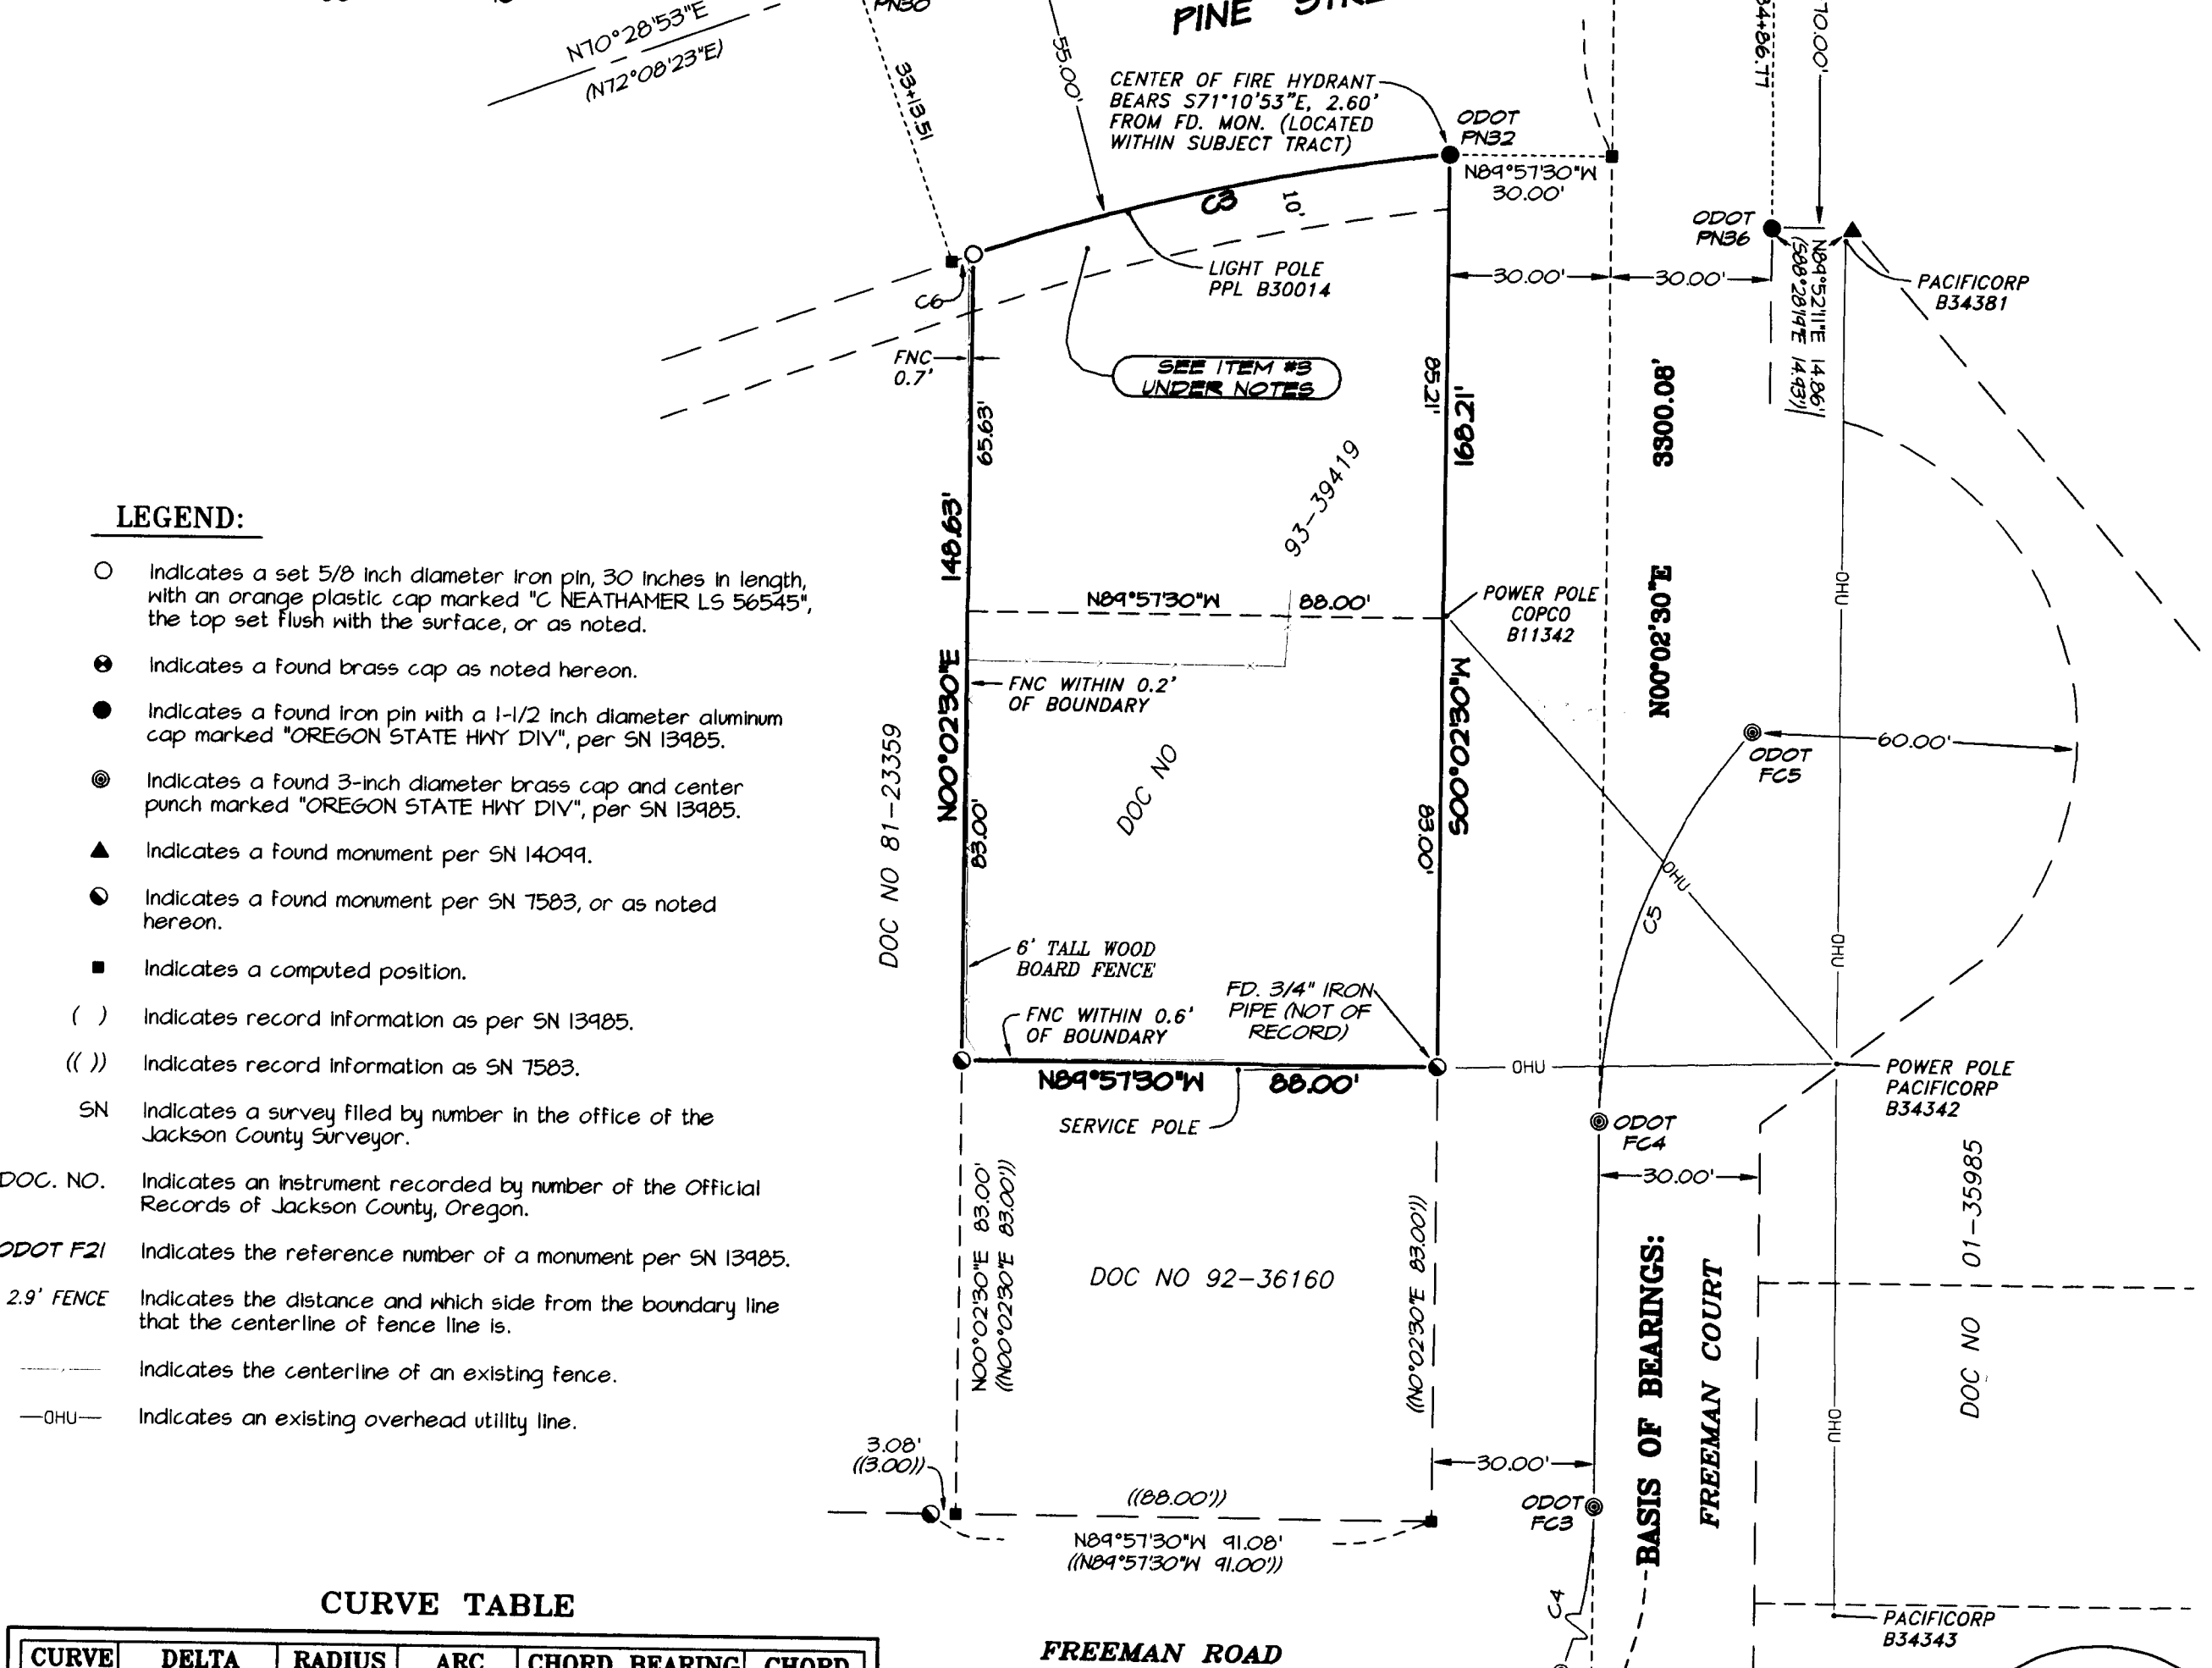 N70°28'53"E
(N72°08'23"E)
PN30
33+13.51
55.00'
PINE
CENTER OF FIRE HYDRANT
BEARS S71°10'53"E, 2.60'
FROM FD. MON. (LOCATED
WITHIN SUBJECT TRACT)
ODOT
PN32
N89°57'30"W
30.00'
34+86.77
70.00'
ODOT
PN36
N89°52'11"E 14.86'
(S88°28'19"E 14.93')
PACIFICORP
B34381
C3
10'
C6
LIGHT POLE
PPL B30014
30.00'
30.00'
FNC
0.7'
SEE ITEM #3
UNDER NOTES
65.63'
148.63'
85.21'
168.21'
3300.08'
93-39419
N89°57'30"W 88.00'
POWER POLE
COPCO
B11342
OHU
N00°02'30"E
FNC WITHIN 0.2'
OF BOUNDARY
N00°02'30"E
S00°02'30"W
DOC NO 81-23359
DOC NO
83.00'
83.00'
ODOT
FC5
60.00'
OHU
C5
OHU
6' TALL WOOD
BOARD FENCE
FNC WITHIN 0.6'
OF BOUNDARY
FD. 3/4" IRON
PIPE (NOT OF
RECORD)
N89°57'30"W 88.00'
OHU
SERVICE POLE
ODOT
FC4
POWER POLE
PACIFICORP
B34342
30.00'
N00°02'30"E 83.00'
((N00°02'30"E 83.00'))
DOC NO 92-36160
((N0°02'30"E 83.00'))
BASIS OF BEARINGS:
FREEMAN COURT
DOC NO 01-35985
OHU
3.08'
((3.00))
((88.00'))
N89°57'30"W 91.08'
((N89°57'30"W 91.00'))
30.00'
ODOT
FC3
C4
PACIFICORP
B34343
FREEMAN ROAD
LEGEND:
Indicates a set 5/8 inch diameter iron pin, 30 inches in length,
with an orange plastic cap marked "C NEATHAMER LS 56545",
the top set flush with the surface, or as noted.
Indicates a found brass cap as noted hereon.
Indicates a found iron pin with a 1-1/2 inch diameter aluminum
cap marked "OREGON STATE HWY DIV", per SN 13985.
Indicates a found 3-inch diameter brass cap and center
punch marked "OREGON STATE HWY DIV", per SN 13985.
Indicates a found monument per SN 14099.
Indicates a found monument per SN 7583, or as noted
hereon.
Indicates a computed position.
( ) Indicates record information as per SN 13985.
(( )) Indicates record information as SN 7583.
SN Indicates a survey filed by number in the office of the
Jackson County Surveyor.
DOC. NO. Indicates an instrument recorded by number of the Official
Records of Jackson County, Oregon.
ODOT F21 Indicates the reference number of a monument per SN 13985.
2.9' FENCE Indicates the distance and which side from the boundary line
that the centerline of fence line is.
Indicates the centerline of an existing fence.
OHU Indicates an existing overhead utility line.
CURVE TABLE
CURVE DELTA RADIUS ARC CHORD BEARING CHORD